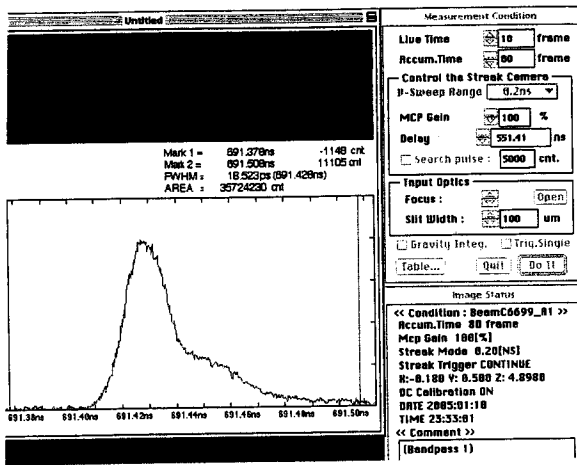 Untitled
Mark 1 = 691.378ns -1148 cnt
Mark 2 = 691.508ns 11105 cnt
FWHM = 18.523ps (691.428ns)
AREA = 35724230 cnt
691.38ns 691.40ns 691.42ns 691.44ns 691.46ns 691.48ns 691.50ns
Measurement Condition
Live Time 10 frame
Accum.Time 80 frame
Control the Streak Camera
V-Sweep Range 0.2ns
MCP Gain 100 %
Delay 551.41 ns
Search pulse : 5000 cnt.
Input Optics
Focus : Open
Slit Width : 100 um
Gravity Integ. Trig.Single
Table... Quit Do It
Image Status
<< Condition : BeamC6699_A1 >>
Accum.Time 80 frame
Mcp Gain 100[%]
Streak Mode 0.20[NS]
Streak Trigger CONTINUE
X:-0.180 Y: 0.500 Z: 4.8980
DC Calibration ON
DATE 2005:01:18
TIME 23:33:01
<< Comment >>
(Bandpass 1)